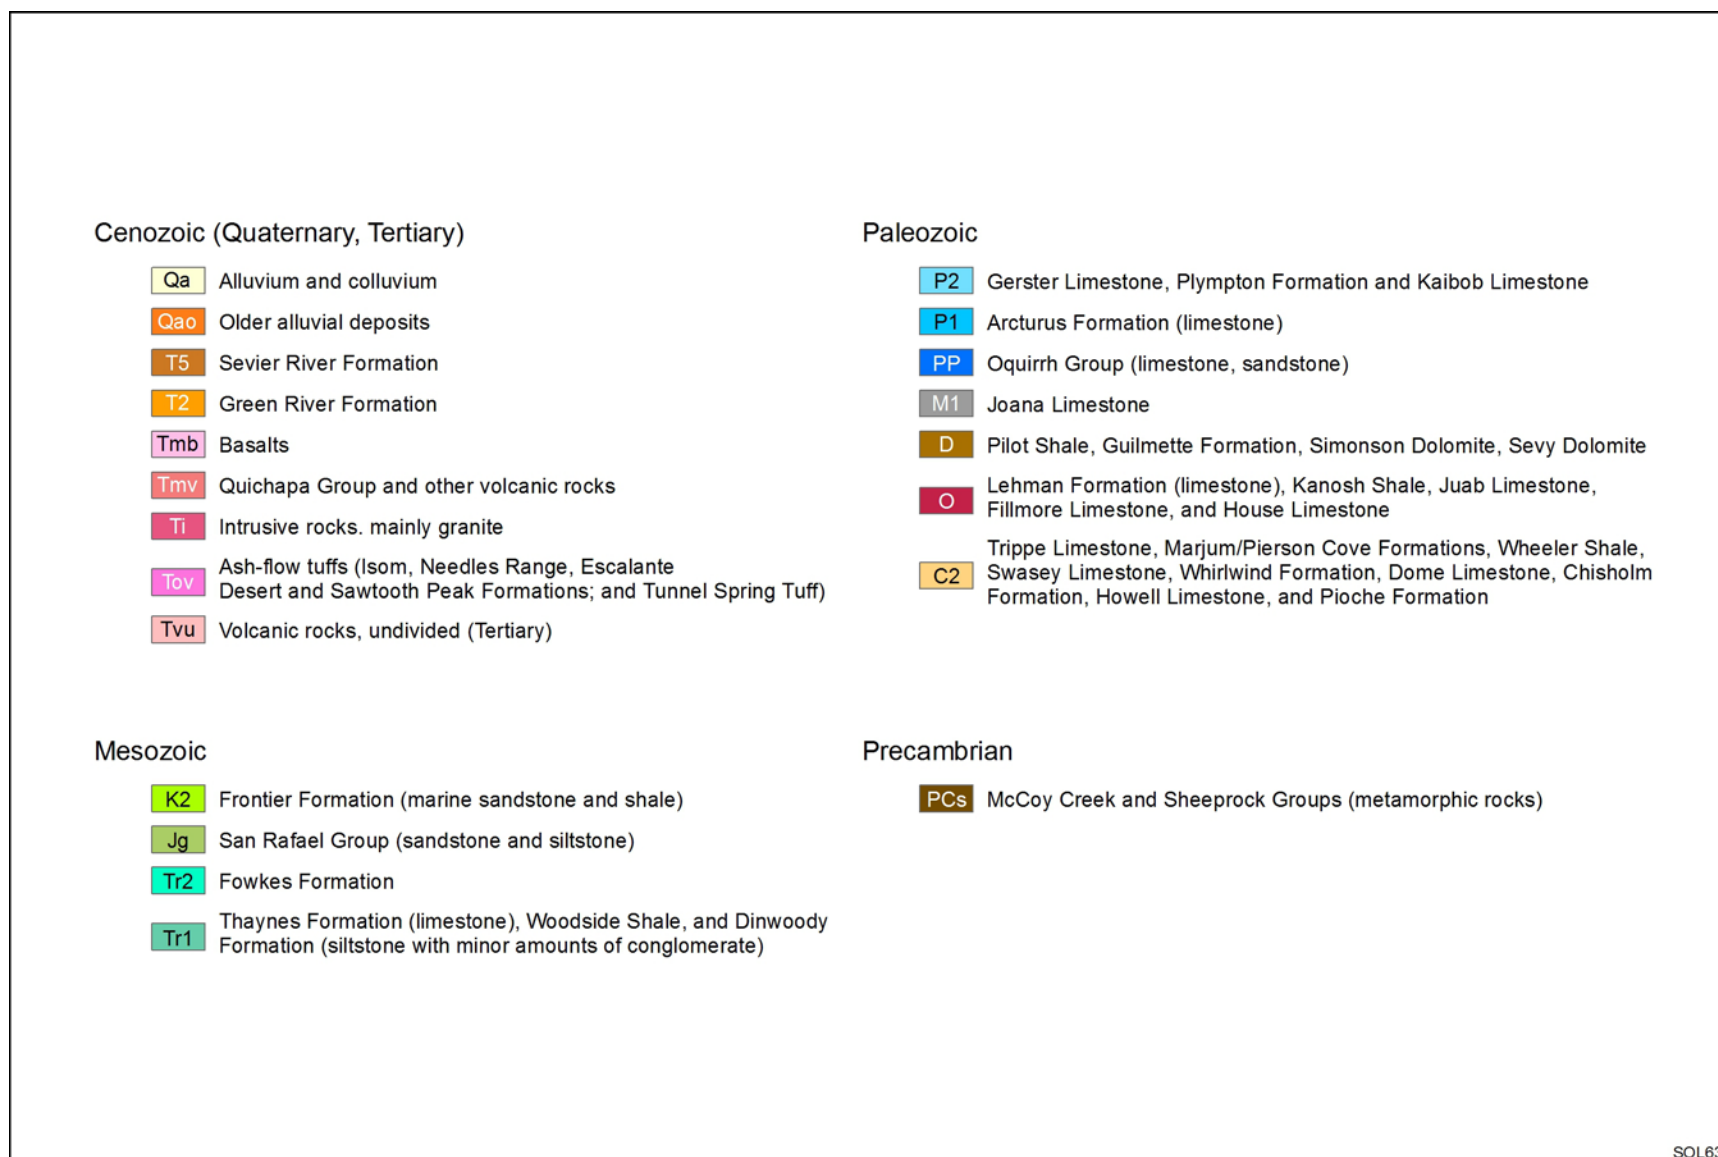 Cenozoic (Quaternary, Tertiary)
Qa Alluvium and colluvium
Qao Older alluvial deposits
T5 Sevier River Formation
T2 Green River Formation
Tmb Basalts
Tmv Quichapa Group and other volcanic rocks
Ti Intrusive rocks. mainly granite
Tov Ash-flow tuffs (Isom, Needles Range, Escalante
Desert and Sawtooth Peak Formations; and Tunnel Spring Tuff)
Tvu Volcanic rocks, undivided (Tertiary)
Mesozoic
K2 Frontier Formation (marine sandstone and shale)
Jg San Rafael Group (sandstone and siltstone)
Tr2 Fowkes Formation
Tr1 Thaynes Formation (limestone), Woodside Shale, and Dinwoody
Formation (siltstone with minor amounts of conglomerate)
Paleozoic
P2 Gerster Limestone, Plympton Formation and Kaibob Limestone
P1 Arcturus Formation (limestone)
PP Oquirrh Group (limestone, sandstone)
M1 Joana Limestone
D Pilot Shale, Guilmette Formation, Simonson Dolomite, Sevy Dolomite
O Lehman Formation (limestone), Kanosh Shale, Juab Limestone,
Fillmore Limestone, and House Limestone
C2 Trippe Limestone, Marjum/Pierson Cove Formations, Wheeler Shale,
Swasey Limestone, Whirlwind Formation, Dome Limestone, Chisholm
Formation, Howell Limestone, and Pioche Formation
Precambrian
PCs McCoy Creek and Sheeprock Groups (metamorphic rocks)
SOL63